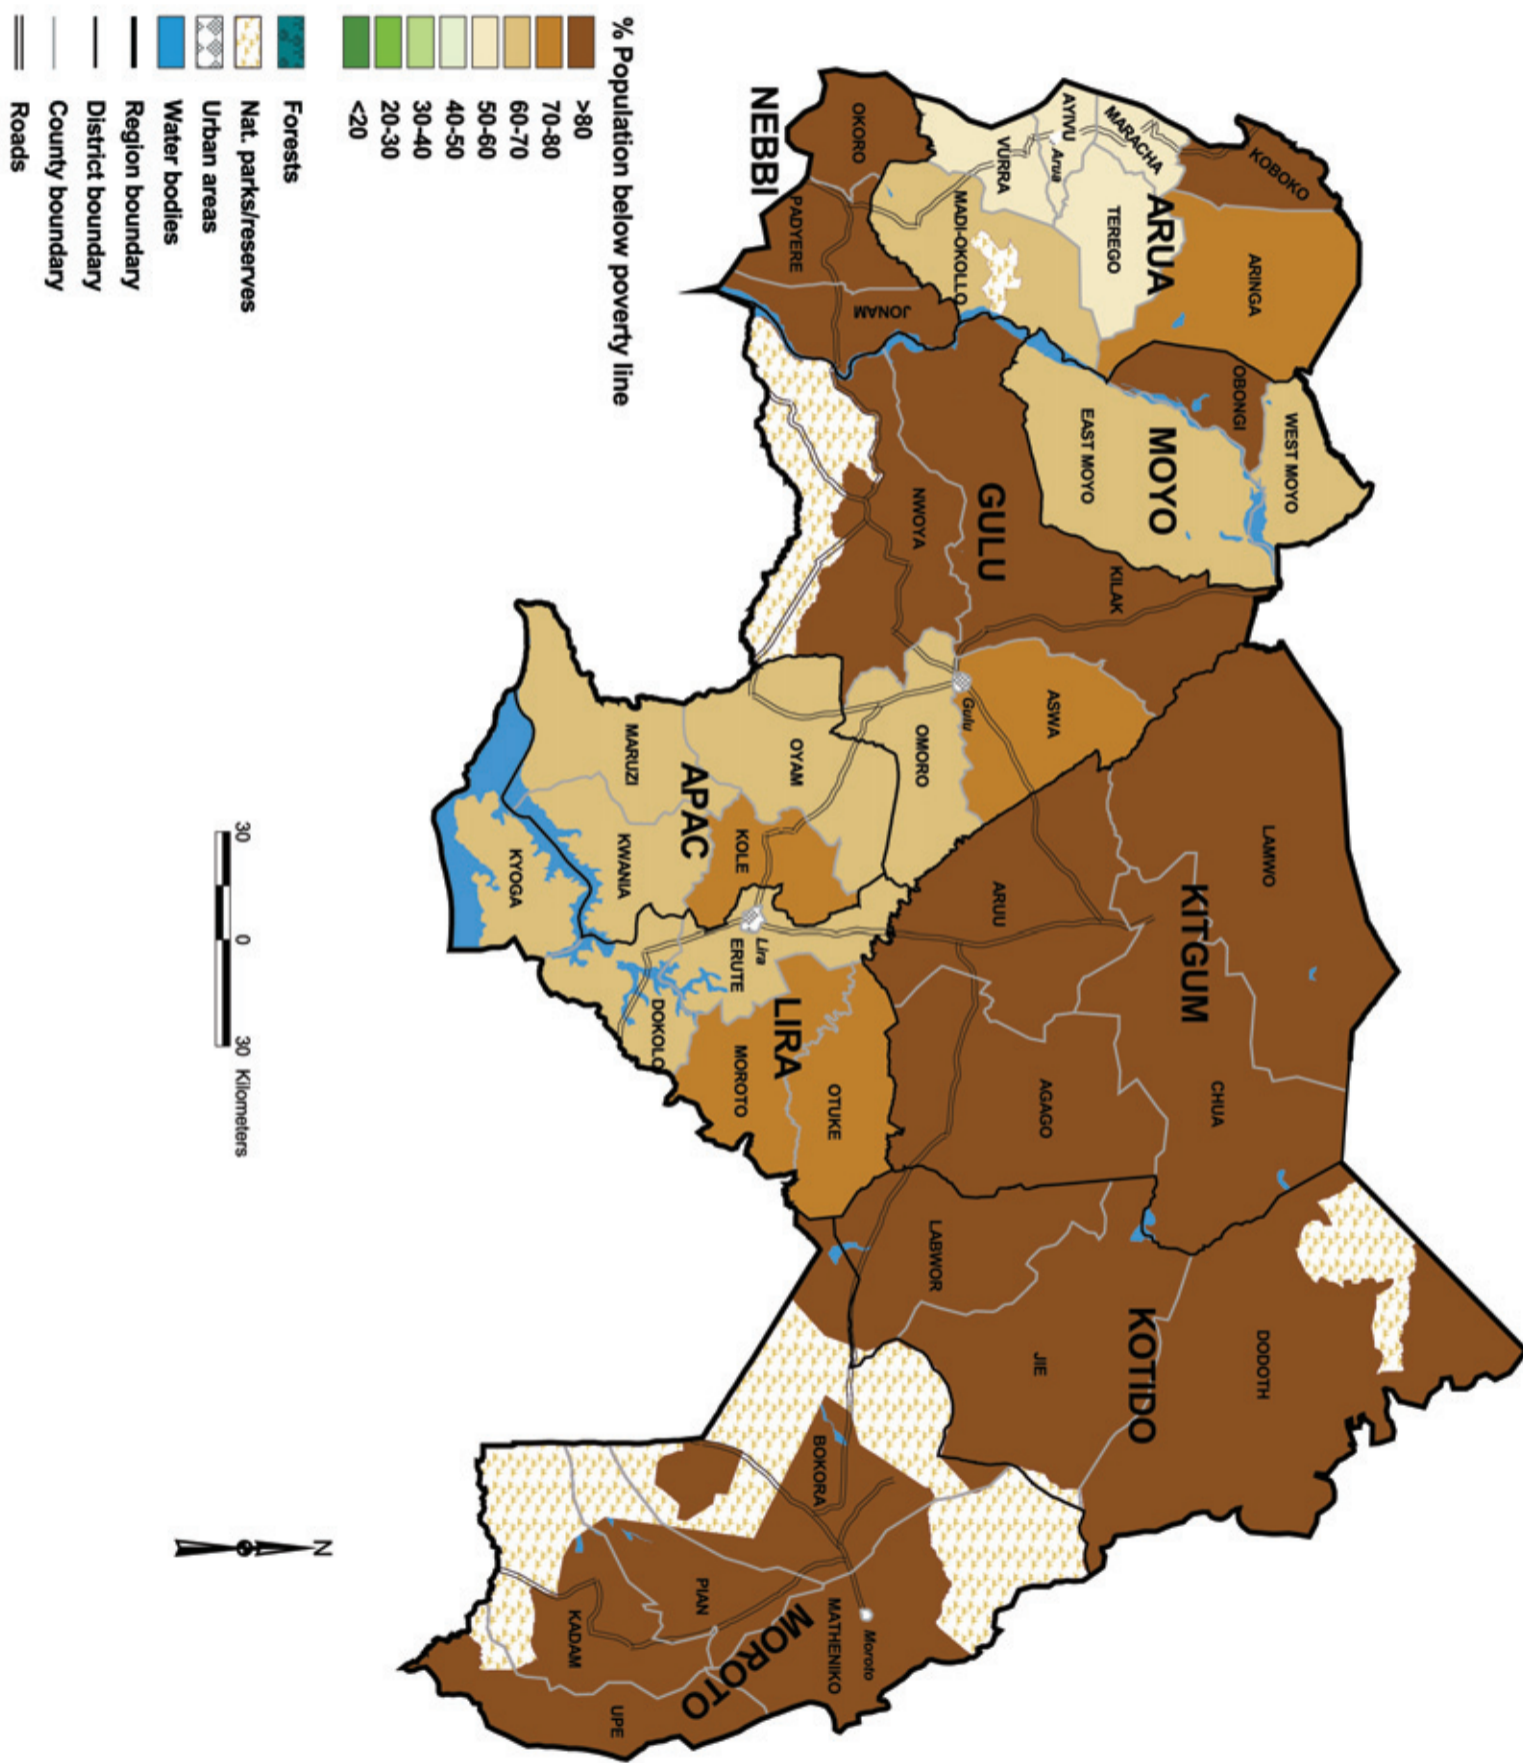 KOBOKO
ARINGA
ARUA
MARACHA
AYIVU
Arua
TEREGO
VURRA
MADI-OKOLLO
OKORO
NEBBI
PADYERE
JONAM
WEST MOYO
OBONGI
MOYO
EAST MOYO
GULU
NWOYA
KILAK
ASWA
Gulu
OMORO
LAMWO
KITGUM
ARUU
CHUA
AGAGO
OYAM
MARUZI
APAC
KOLE
KWANIA
KYOGA
Lira
ERUTE
LIRA
DOKOLO
MOROTO
OTUKE
DODOTH
KOTIDO
JIE
LABWOR
BOKORA
Moroto
MATHENIKO
MOROTO
PIAN
KADAM
UPE
% Population below poverty line
>80
70-80
60-70
50-60
40-50
30-40
20-30
<20
Forests
Nat. parks/reserves
Urban areas
Water bodies
Region boundary
District boundary
County boundary
Roads
30 0 30 Kilometers
N